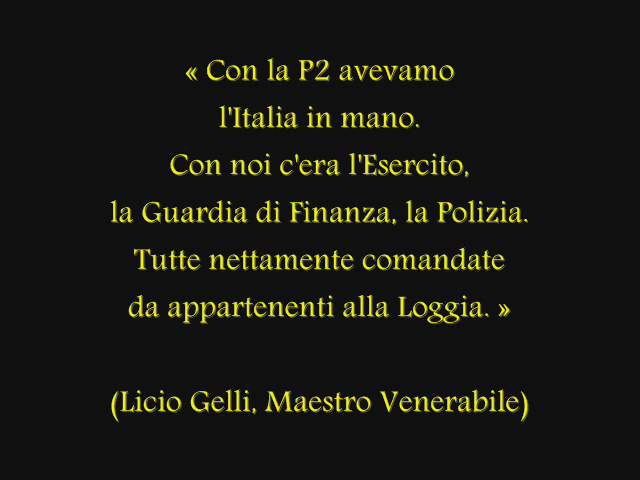 « Con la P2 avevamo
l'Italia in mano.
Con noi c'era l'Esercito,
la Guardia di Finanza, la Polizia.
Tutte nettamente comandate
da appartenenti alla Loggia. »
(Licio Gelli, Maestro Venerabile)